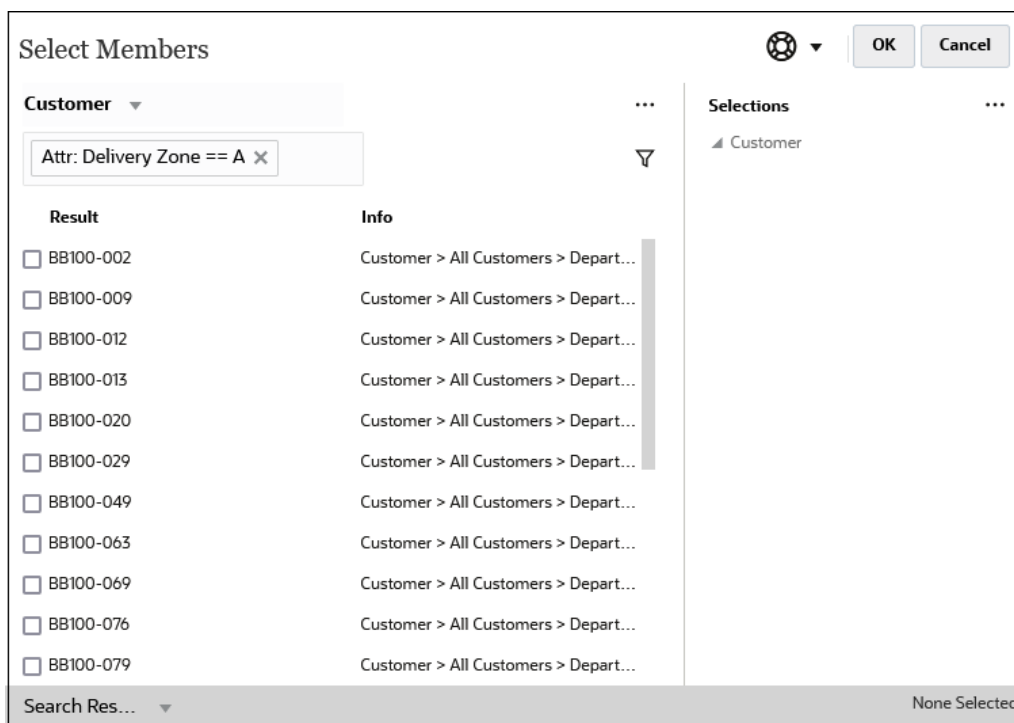 Select Members
OK Cancel
Customer
Attr: Delivery Zone == A
Result Info
BB100-002 Customer > All Customers > Depart...
BB100-009 Customer > All Customers > Depart...
BB100-012 Customer > All Customers > Depart...
BB100-013 Customer > All Customers > Depart...
BB100-020 Customer > All Customers > Depart...
BB100-029 Customer > All Customers > Depart...
BB100-049 Customer > All Customers > Depart...
BB100-063 Customer > All Customers > Depart...
BB100-069 Customer > All Customers > Depart...
BB100-076 Customer > All Customers > Depart...
BB100-079 Customer > All Customers > Depart...
Search Res...
Selections
Customer
None Selected